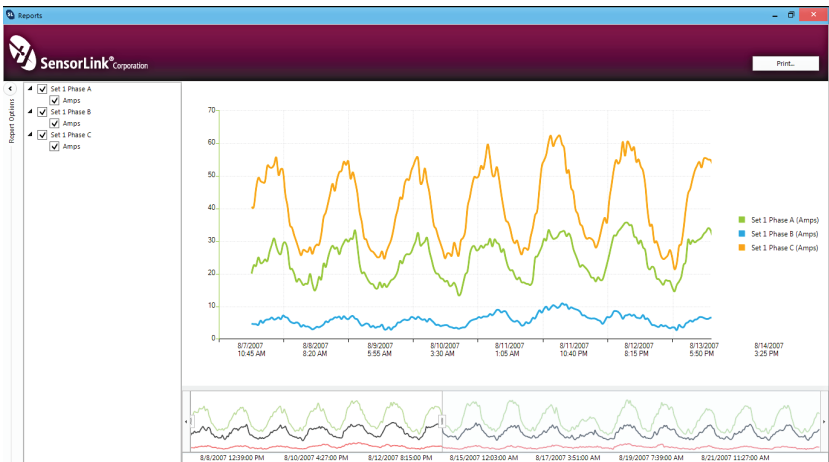 SL Reports
SensorLink® Corporation
Print...
Report Options
Set 1 Phase A
Amps
Set 1 Phase B
Amps
Set 1 Phase C
Amps
70
60
50
40
30
20
10
0
8/7/2007 8/8/2007 8/9/2007 8/10/2007 8/11/2007 8/11/2007 8/12/2007 8/13/2007 8/14/2007
10:45 AM 8:20 AM 5:55 AM 3:30 AM 1:05 AM 10:40 PM 8:15 PM 5:50 PM 3:25 PM
Set 1 Phase A (Amps)
Set 1 Phase B (Amps)
Set 1 Phase C (Amps)
8/8/2007 12:39:00 PM 8/10/2007 4:27:00 PM 8/12/2007 8:15:00 PM 8/15/2007 12:03:00 AM 8/17/2007 3:51:00 AM 8/19/2007 7:39:00 AM 8/21/2007 11:27:00 AM